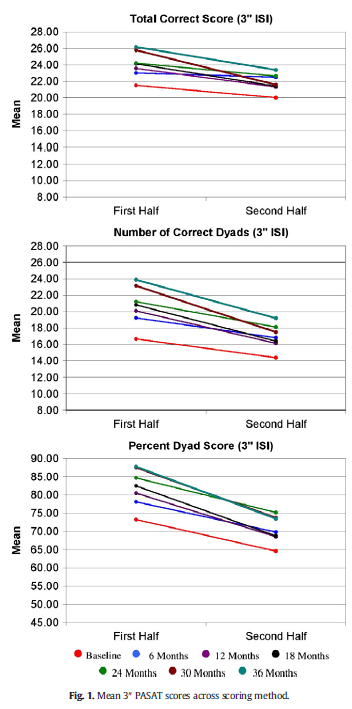 Total Correct Score (3" ISI)
28.00
26.00
24.00
22.00
20.00
18.00
16.00
14.00
12.00
10.00
8.00
Mean
First Half Second Half
Number of Correct Dyads (3" ISI)
28.00
26.00
24.00
22.00
20.00
18.00
16.00
14.00
12.00
10.00
8.00
Mean
First Half Second Half
Percent Dyad Score (3" ISI)
90.00
85.00
80.00
75.00
70.00
65.00
60.00
55.00
50.00
45.00
Mean
First Half Second Half
Baseline 6 Months 12 Months 18 Months
24 Months 30 Months 36 Months
Fig. 1. Mean 3" PASAT scores across scoring method.